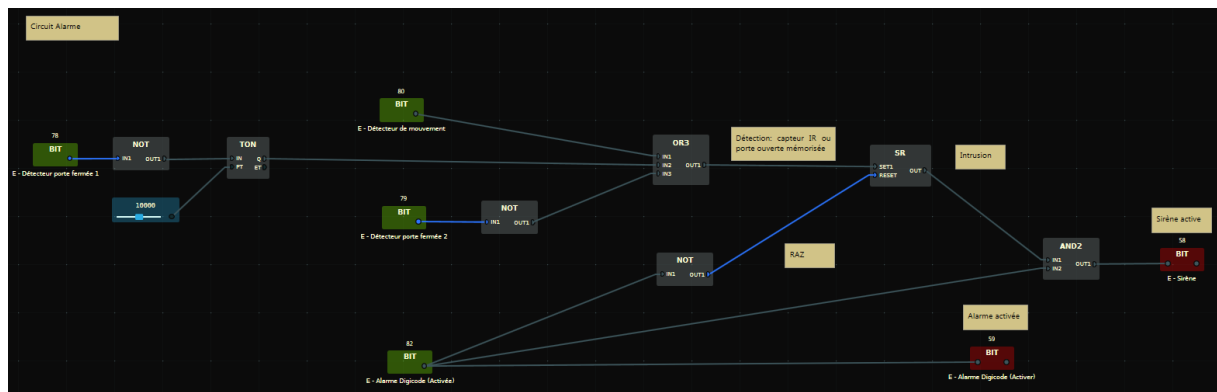 Circuit Alarme
80
BIT
E - Détecteur de mouvement
78
BIT
E - Détecteur porte fermée 1
NOT
IN1 OUT1
TON
IN Q
PT ET
10000
79
BIT
E - Détecteur porte fermée 2
NOT
IN1 OUT1
OR3
IN1
IN2 OUT1
IN3
Détection: capteur IR ou
porte ouverte mémorisée
SR
SET1 OUT
RESET
Intrusion
NOT
IN1 OUT1
RAZ
AND2
IN1 OUT1
IN2
Sirène active
58
BIT
E - Sirène
82
BIT
E - Alarme Digicode (Activée)
Alarme activée
59
BIT
E - Alarme Digicode (Activer)